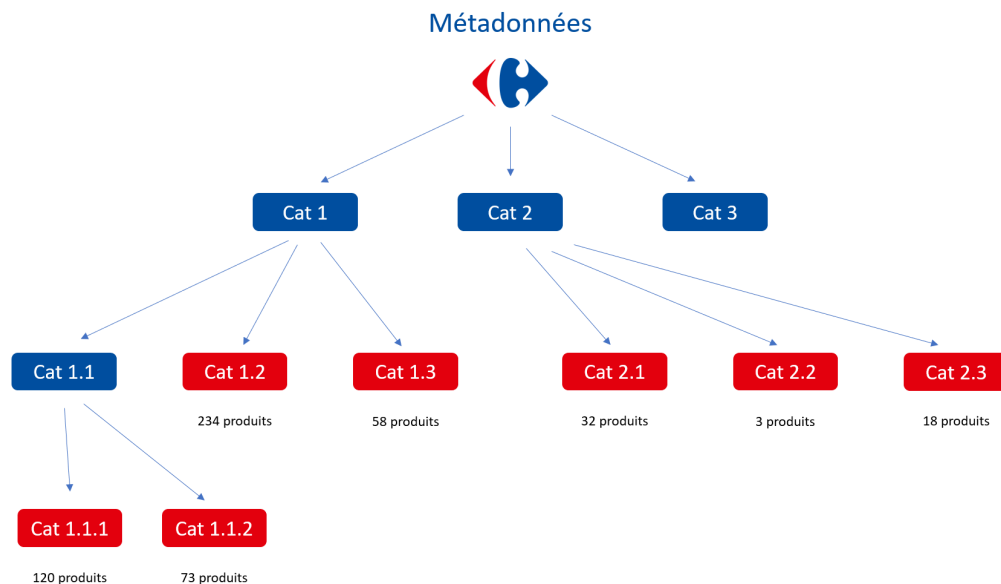 Métadonnées
Cat 1
Cat 2
Cat 3
Cat 1.1
Cat 1.2
Cat 1.3
Cat 2.1
Cat 2.2
Cat 2.3
234 produits
58 produits
32 produits
3 produits
18 produits
Cat 1.1.1
Cat 1.1.2
120 produits
73 produits